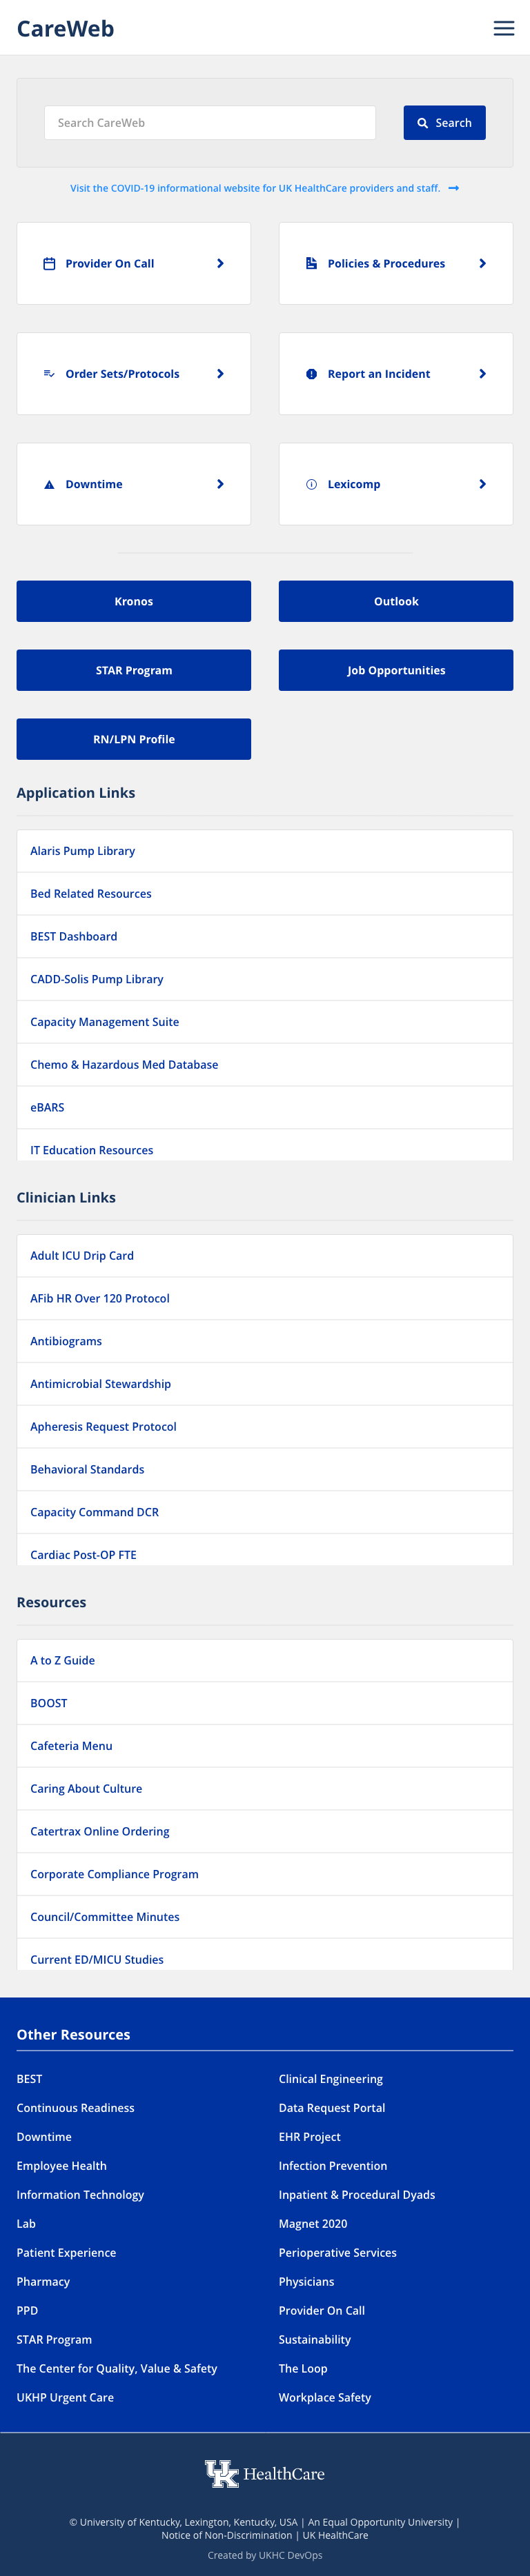 CareWeb
Search CareWeb
Search
Visit the COVID-19 informational website for UK HealthCare providers and staff.
Provider On Call
Policies & Procedures
Order Sets/Protocols
Report an Incident
Downtime
Lexicomp
Kronos
Outlook
STAR Program
Job Opportunities
RN/LPN Profile
Application Links
Alaris Pump Library
Bed Related Resources
BEST Dashboard
CADD-Solis Pump Library
Capacity Management Suite
Chemo & Hazardous Med Database
eBARS
IT Education Resources
Clinician Links
Adult ICU Drip Card
AFib HR Over 120 Protocol
Antibiograms
Antimicrobial Stewardship
Apheresis Request Protocol
Behavioral Standards
Capacity Command DCR
Cardiac Post-OP FTE
Resources
A to Z Guide
BOOST
Cafeteria Menu
Caring About Culture
Catertrax Online Ordering
Corporate Compliance Program
Council/Committee Minutes
Current ED/MICU Studies
Other Resources
BEST
Clinical Engineering
Continuous Readiness
Data Request Portal
Downtime
EHR Project
Employee Health
Infection Prevention
Information Technology
Inpatient & Procedural Dyads
Lab
Magnet 2020
Patient Experience
Perioperative Services
Pharmacy
Physicians
PPD
Provider On Call
STAR Program
Sustainability
The Center for Quality, Value & Safety
The Loop
UKHP Urgent Care
Workplace Safety
UK HealthCare
© University of Kentucky, Lexington, Kentucky, USA | An Equal Opportunity University |
Notice of Non-Discrimination | UK HealthCare
Created by UKHC DevOps